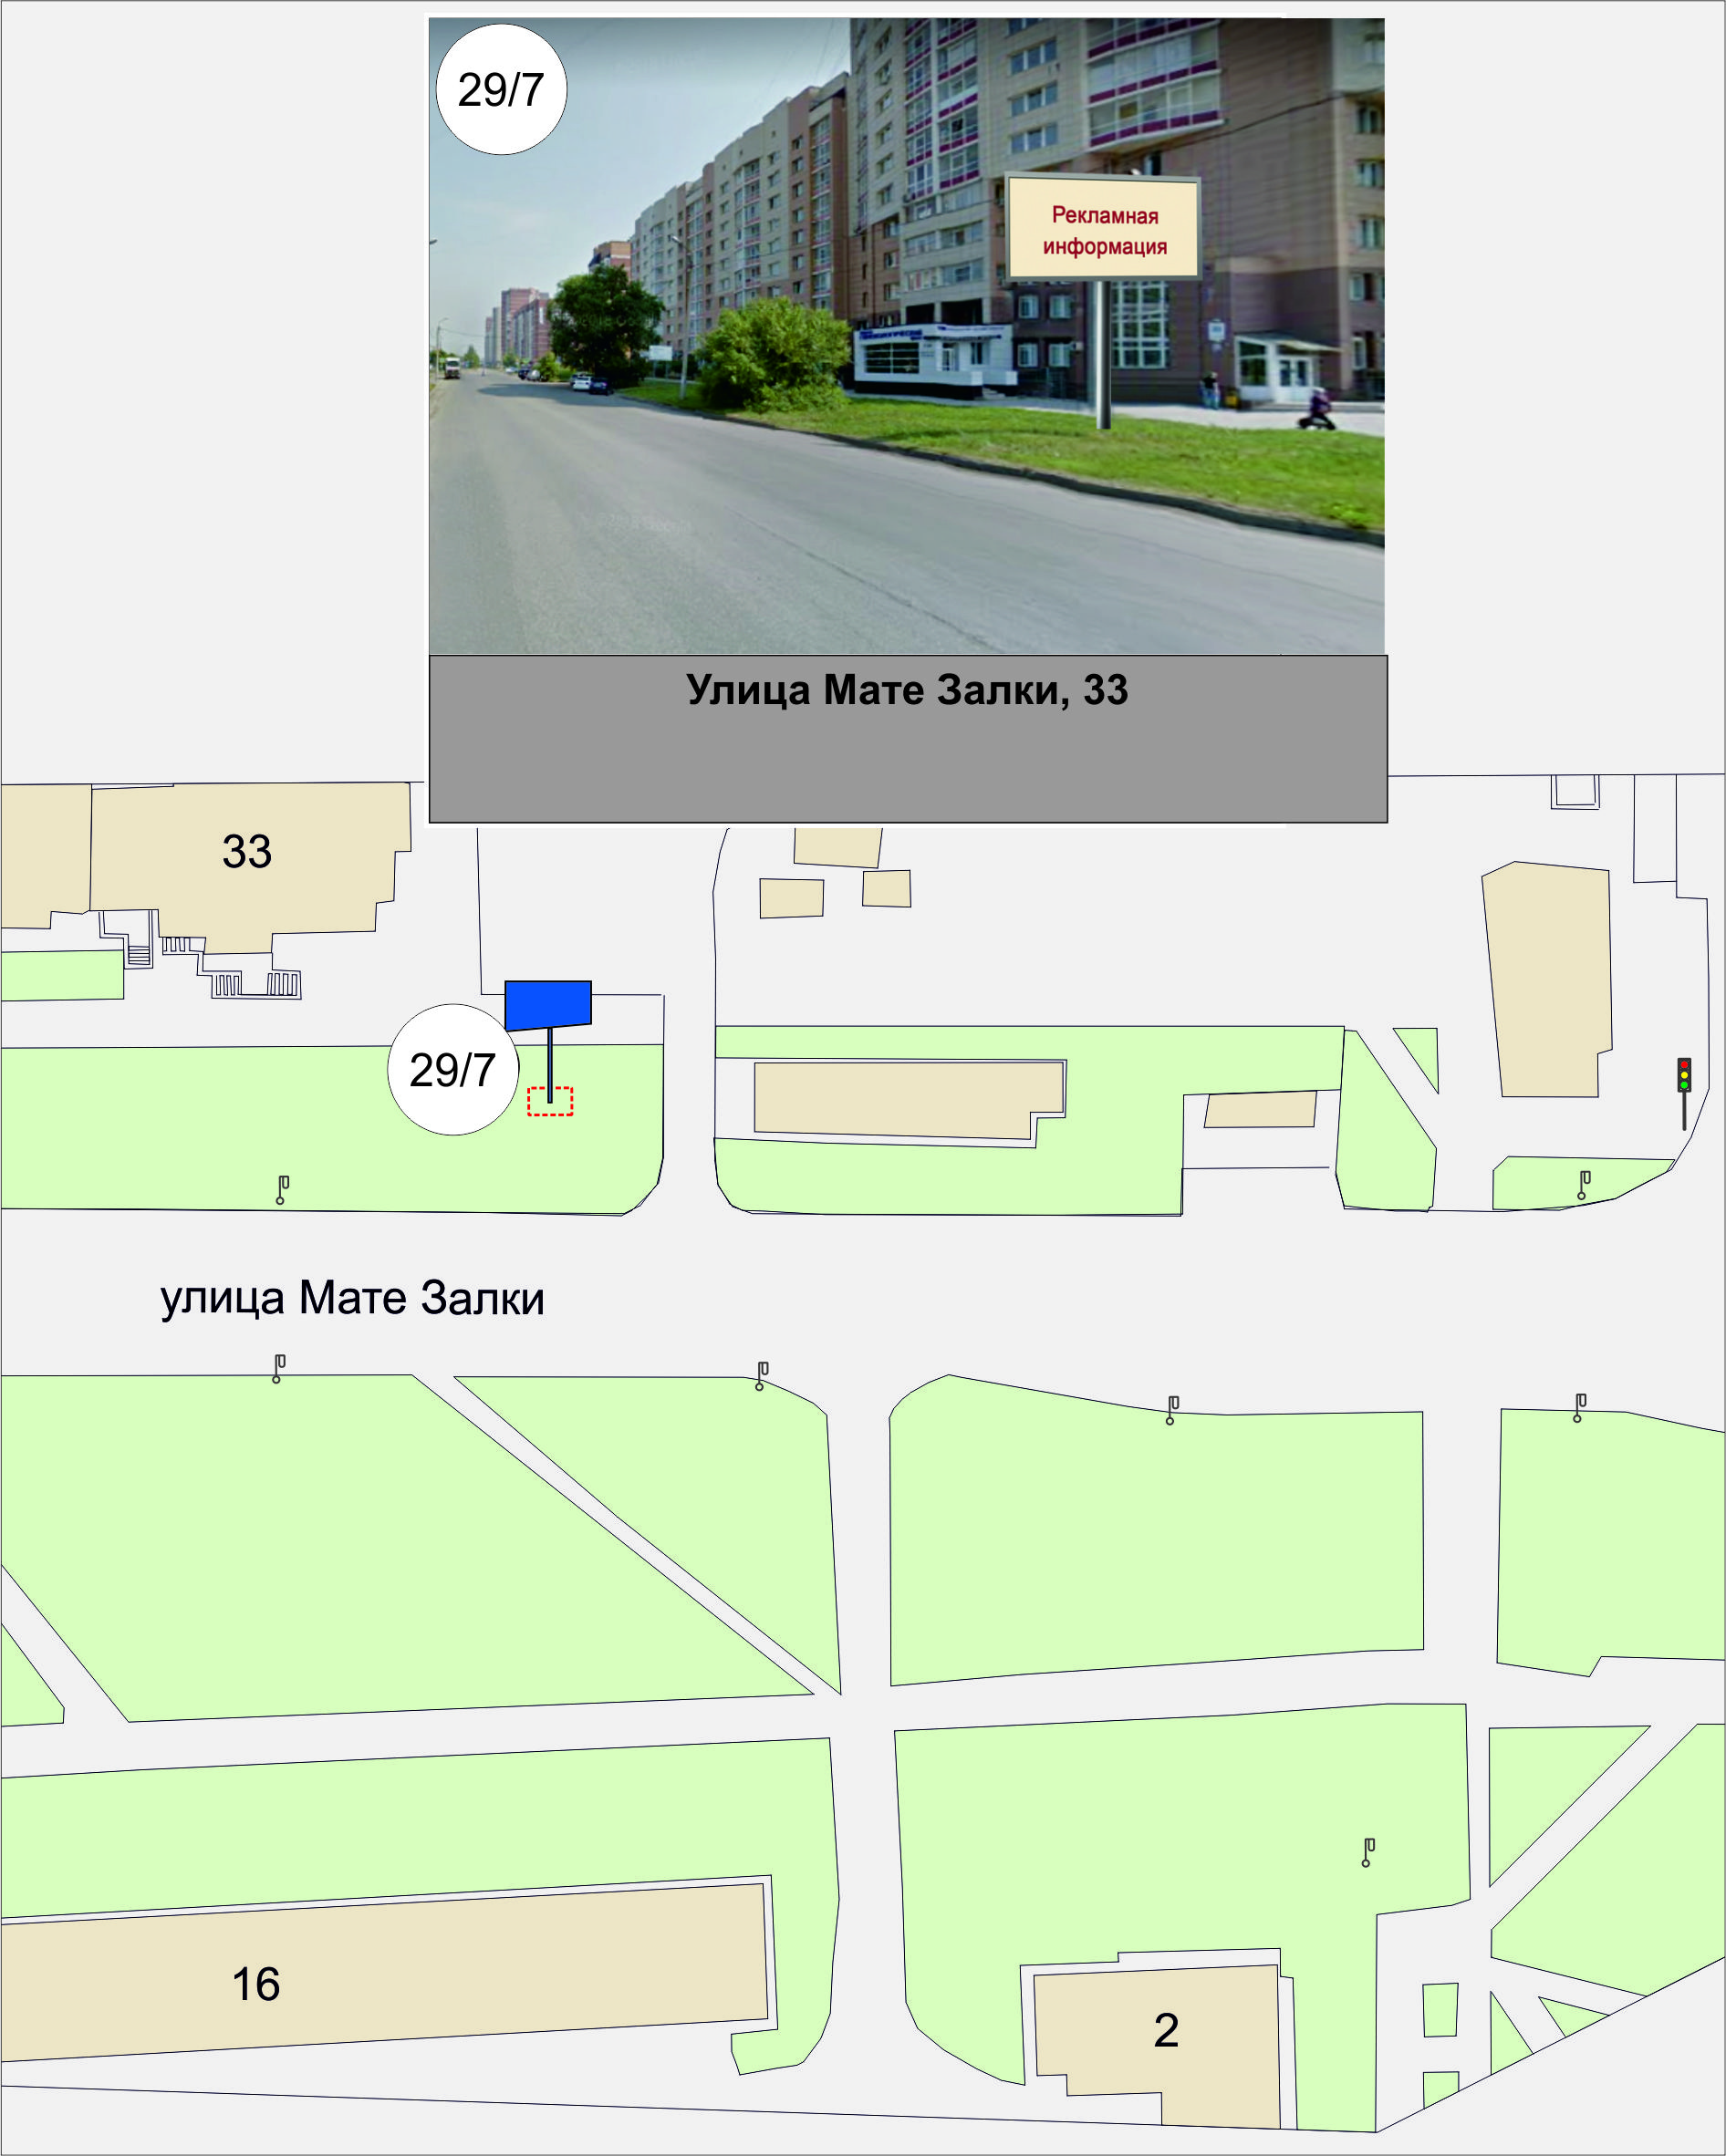 29/7
Рекламная
информация
Улица Мате Залки, 33
33
29/7
улица Мате Залки
16
2